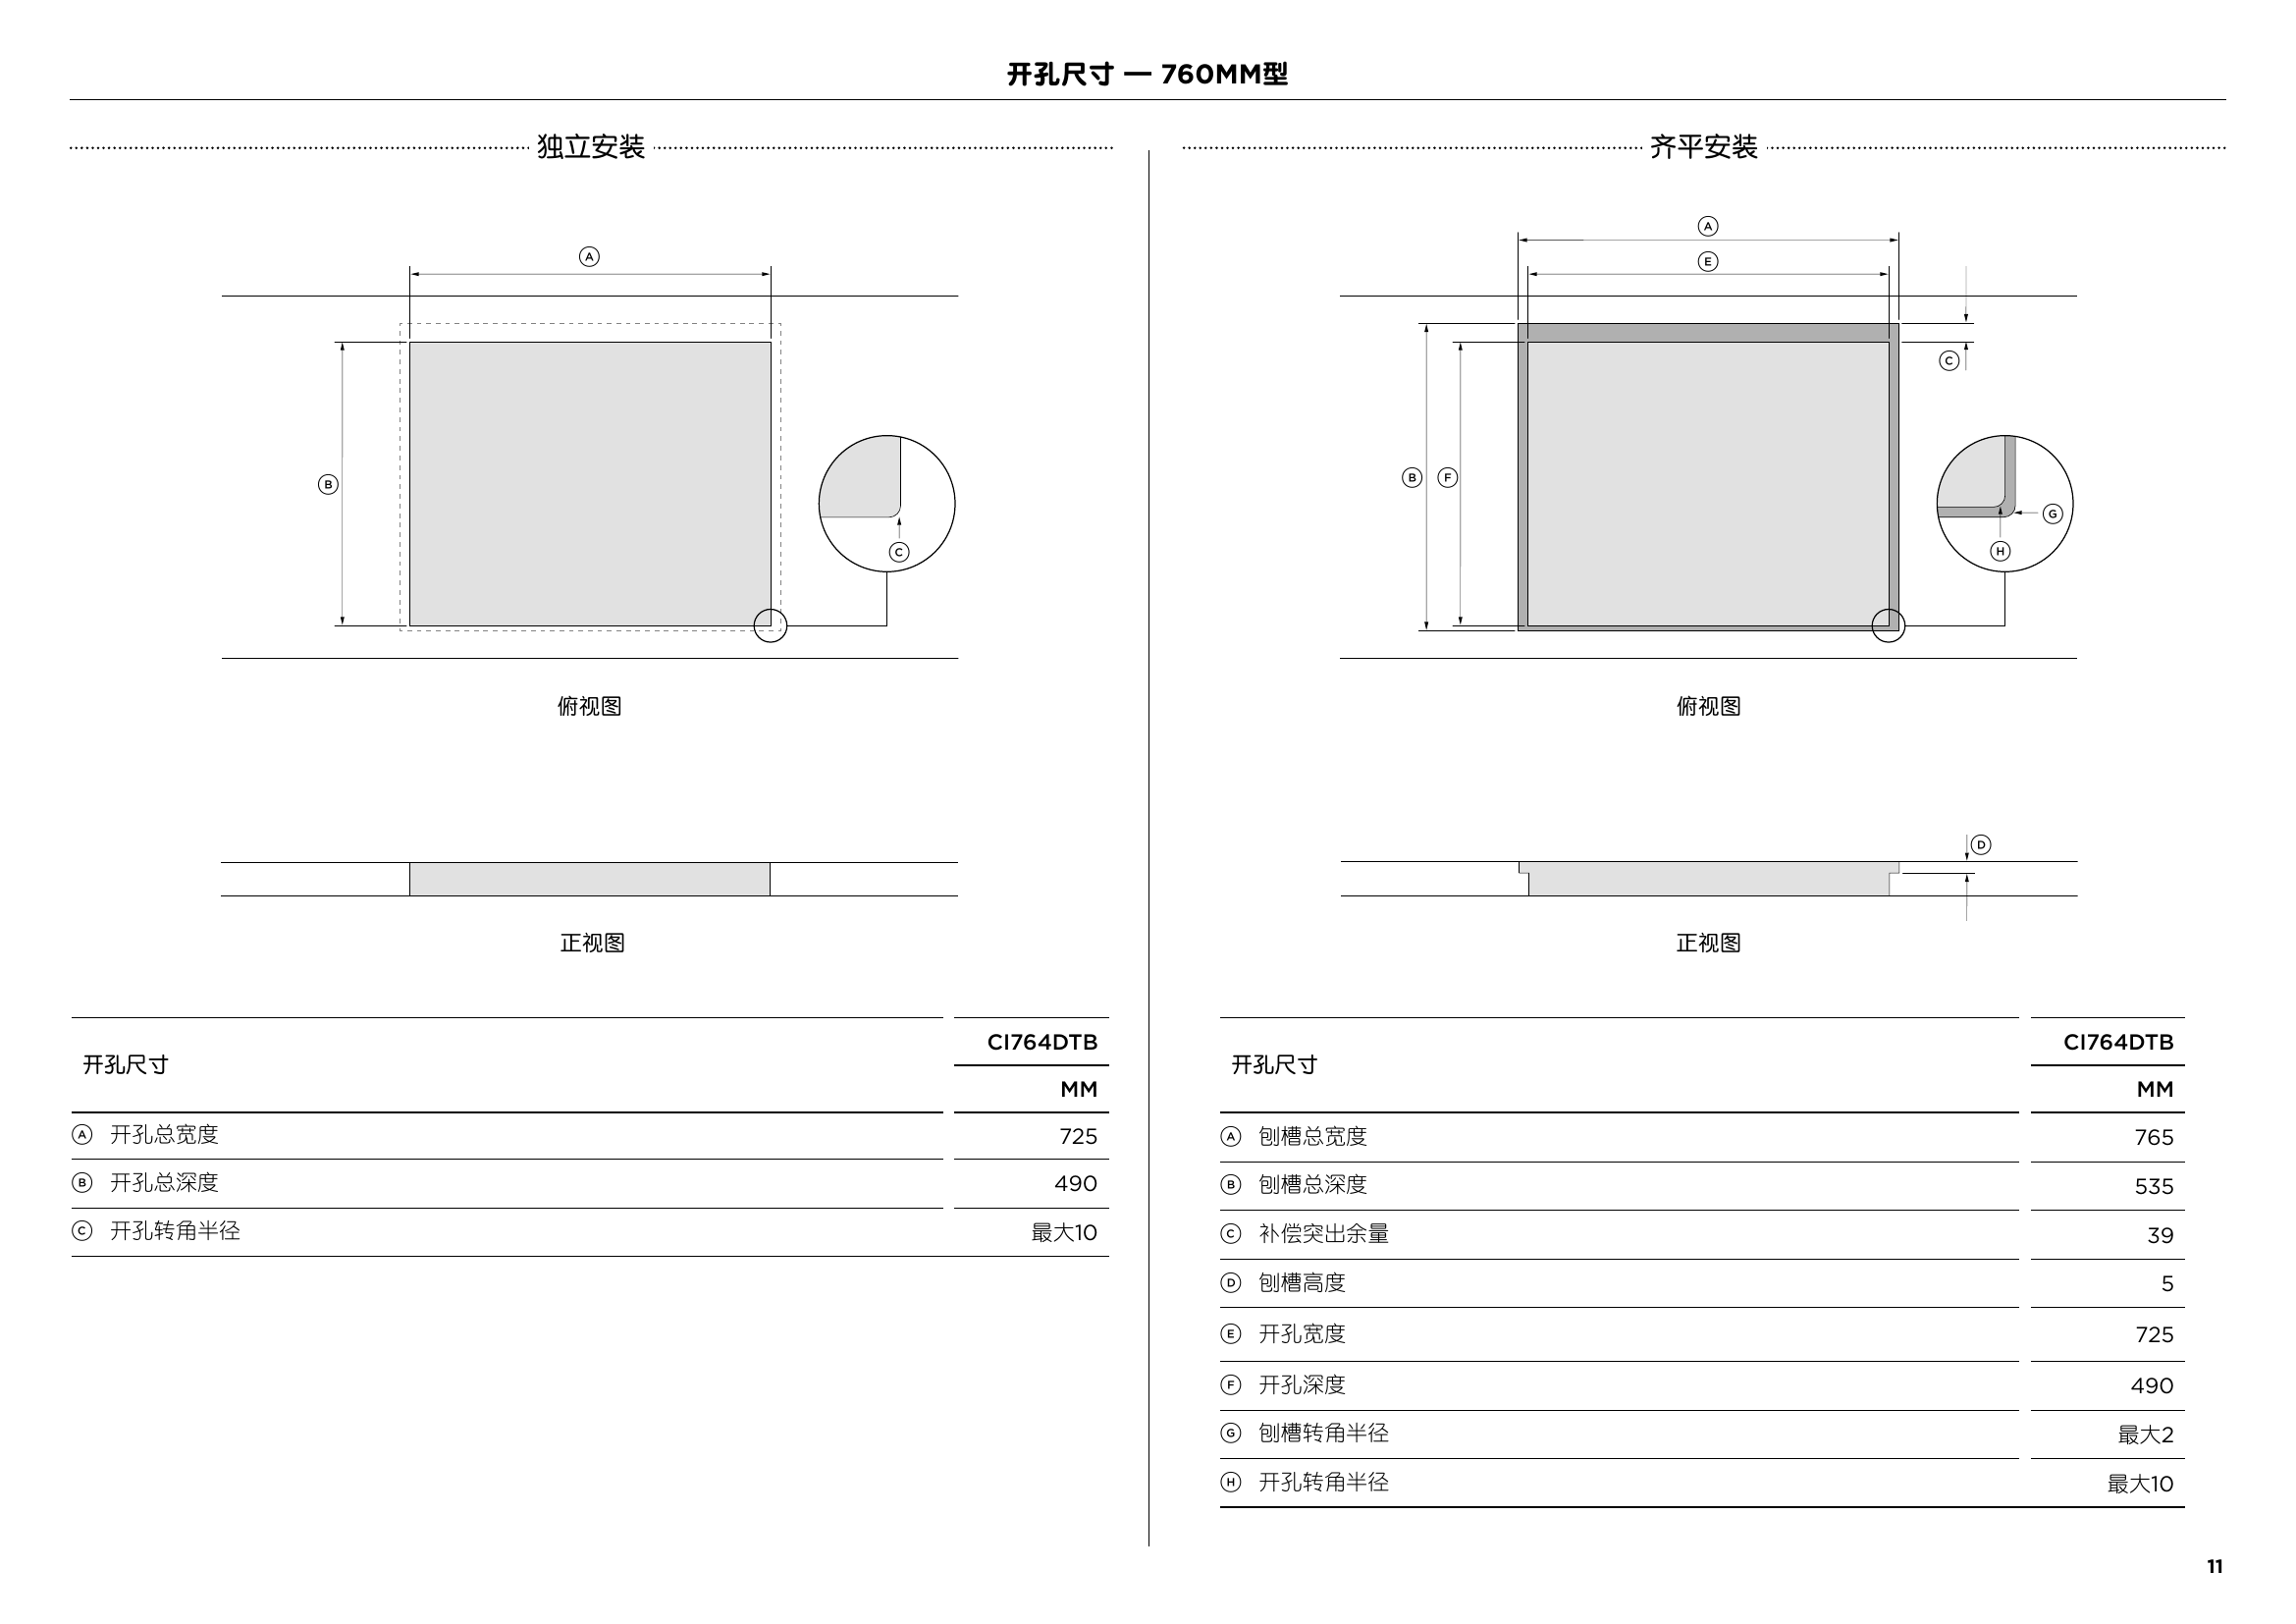 开孔尺寸 — 760MM型
独立安装
A
B
C
俯视图
正视图
开孔尺寸
CI764DTB
MM
A 开孔总宽度 725
B 开孔总深度 490
C 开孔转角半径 最大10
齐平安装
A
E
C
B F
G
H
俯视图
D
正视图
开孔尺寸
CI764DTB
MM
A 刨槽总宽度 765
B 刨槽总深度 535
C 补偿突出余量 39
D 刨槽高度 5
E 开孔宽度 725
F 开孔深度 490
G 刨槽转角半径 最大2
H 开孔转角半径 最大10
11